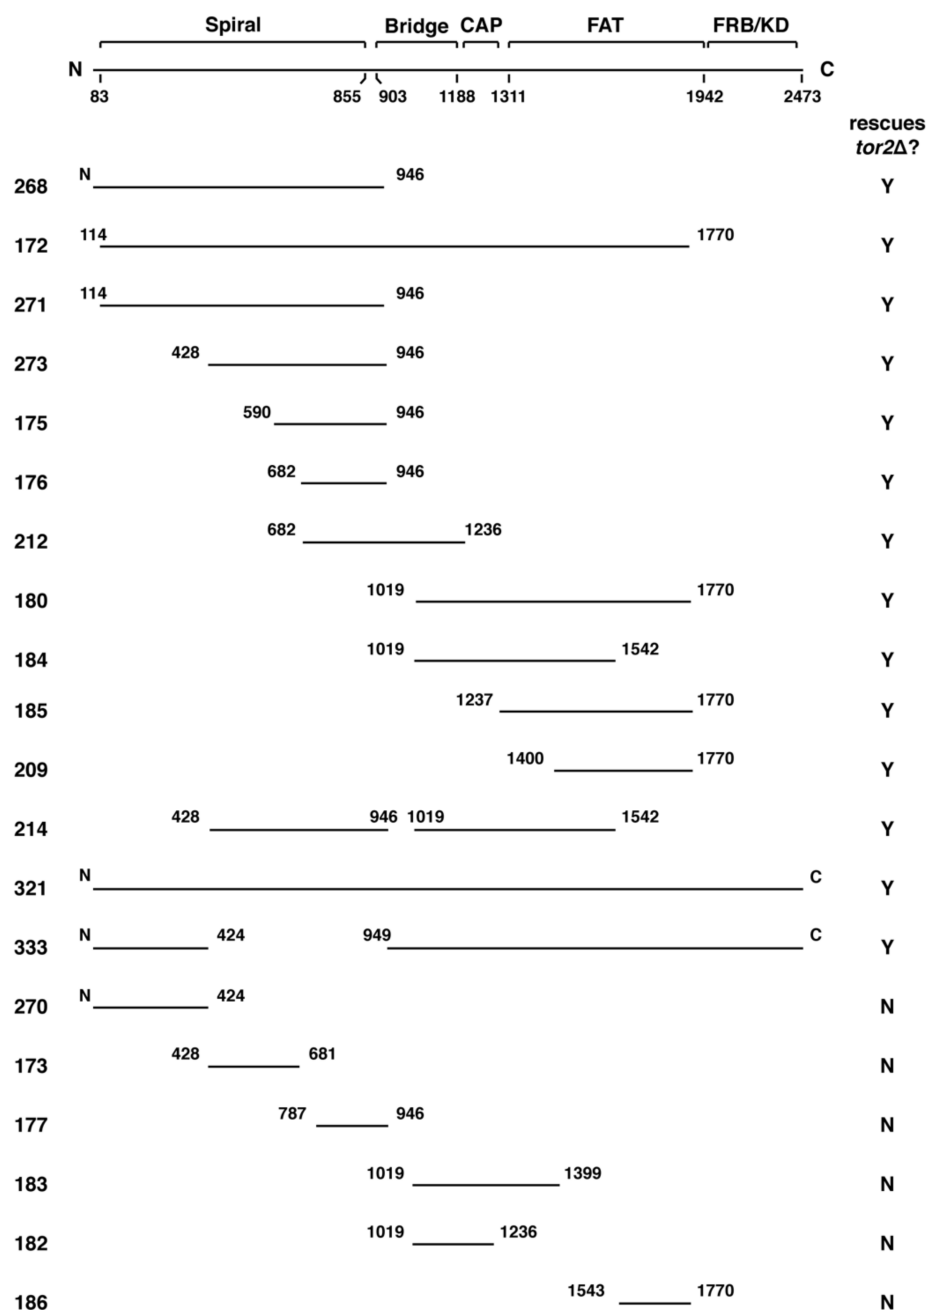 Spiral Bridge CAP FAT FRB/KD
N C
83 855 903 1188 1311 1942 2473
rescues
tor2Δ?
268 N 946 Y
172 114 1770 Y
271 114 946 Y
273 428 946 Y
175 590 946 Y
176 682 946 Y
212 682 1236 Y
180 1019 1770 Y
184 1019 1542 Y
185 1237 1770 Y
209 1400 1770 Y
214 428 946 1019 1542 Y
321 N C Y
333 N 424 949 C Y
270 N 424 N
173 428 681 N
177 787 946 N
183 1019 1399 N
182 1019 1236 N
186 1543 1770 N